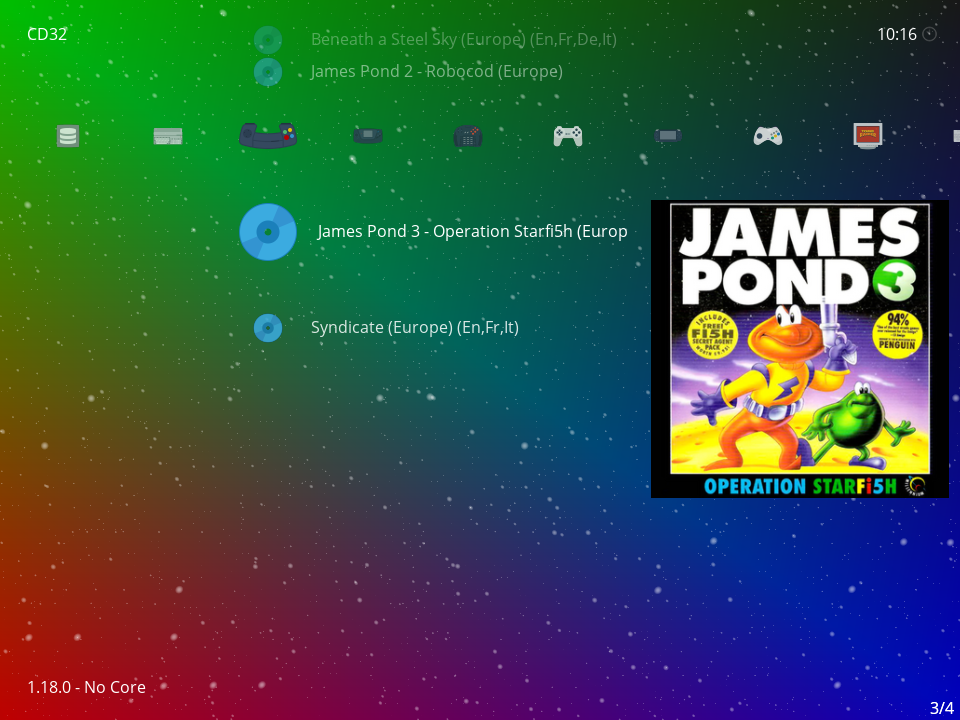 CD32
10:16
Beneath a Steel Sky (Europe) (En,Fr,De,It)
James Pond 2 - Robocod (Europe)
James Pond 3 - Operation Starfi5h (Europ
Syndicate (Europe) (En,Fr,It)
JAMES
POND 3
INCLUDES
FREE!
FI5H
SECRET AGENT
PACK
94%
PENGUIN
OPERATION STARFi5H
1.18.0 - No Core
3/4